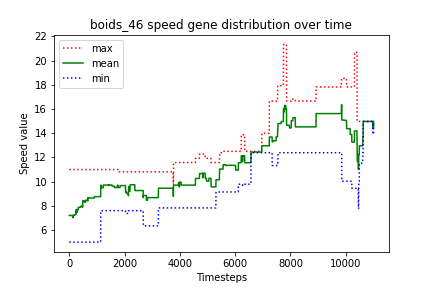 boids_46 speed gene distribution over time
max
mean
min
Speed value
22
20
18
16
14
12
10
8
6
0 2000 4000 6000 8000 10000
Timesteps